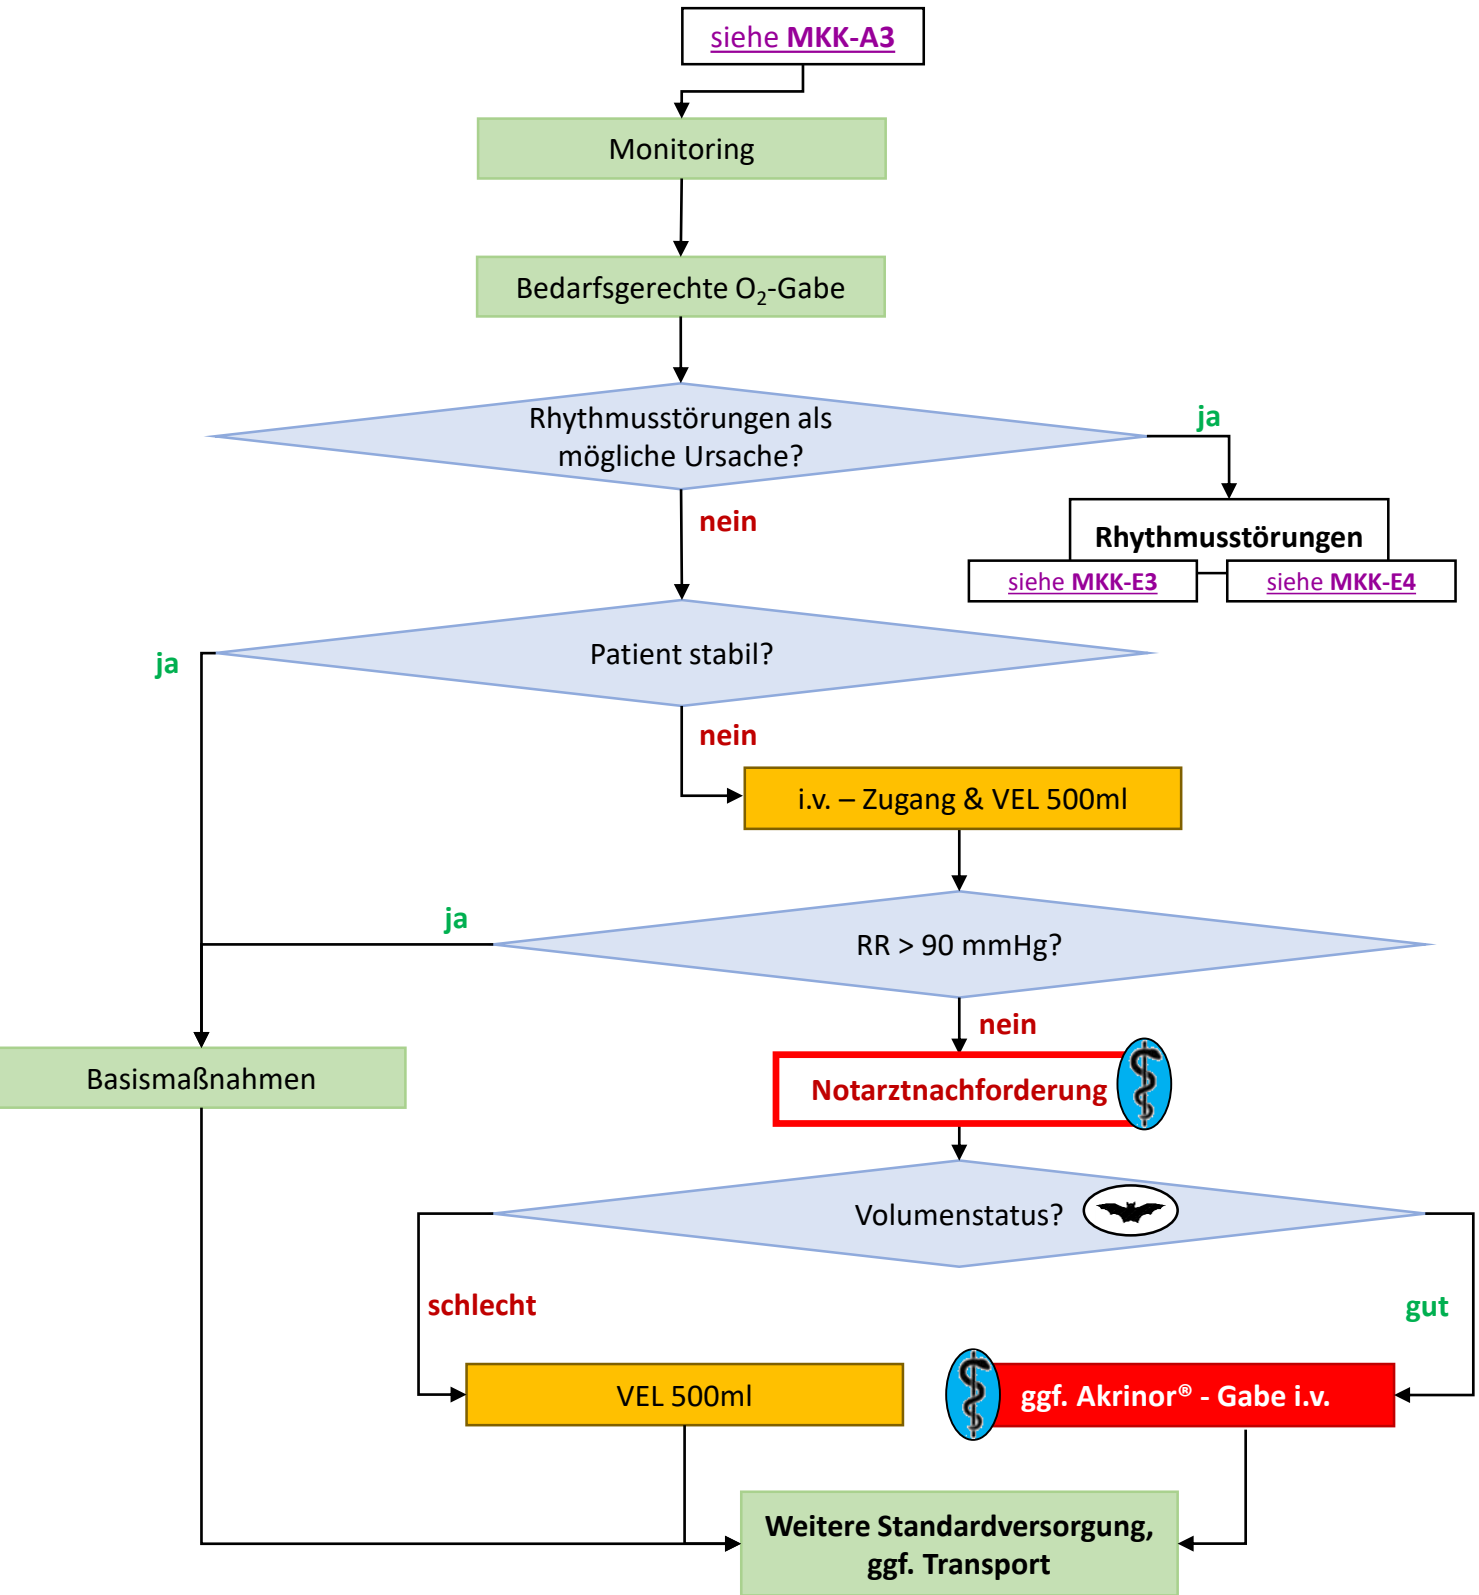 siehe MKK-A3
Monitoring
Bedarfsgerechte O₂-Gabe
Rhythmusstörungen als
mögliche Ursache?
ja
nein
Rhythmusstörungen
siehe MKK-E3
siehe MKK-E4
Patient stabil?
ja
nein
i.v. – Zugang & VEL 500ml
RR > 90 mmHg?
ja
nein
Basismaßnahmen
Notarztnachforderung
Volumenstatus?
schlecht
gut
VEL 500ml
ggf. Akrinor® - Gabe i.v.
Weitere Standardversorgung,
ggf. Transport